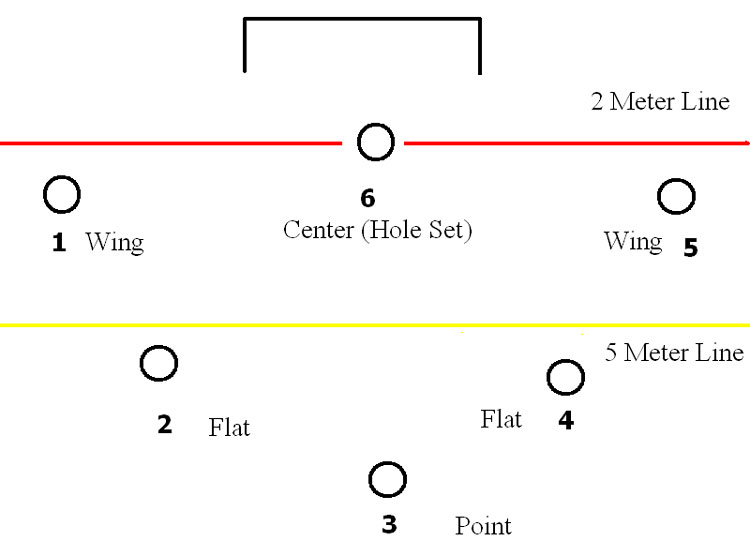 2 Meter Line
6
Center (Hole Set)
1 Wing
Wing 5
5 Meter Line
2 Flat
Flat 4
3 Point